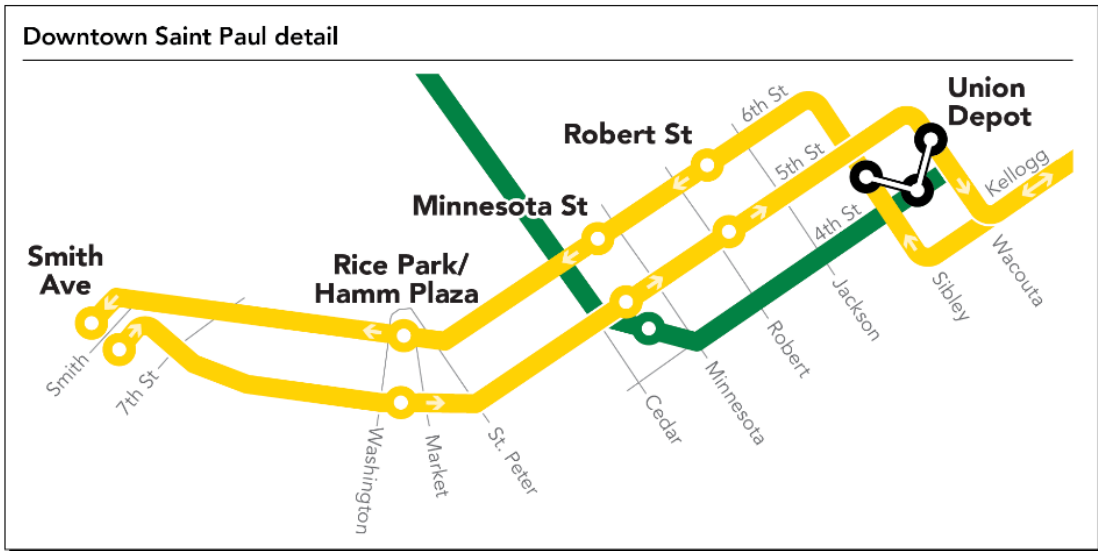 Downtown Saint Paul detail
Union
Depot
6th St
Robert St
5th St
Kellogg
Minnesota St
4th St
Wacouta
Smith
Ave
Rice Park/
Hamm Plaza
Sibley
Jackson
Robert
Smith
7th St
Minnesota
Cedar
St. Peter
Market
Washington